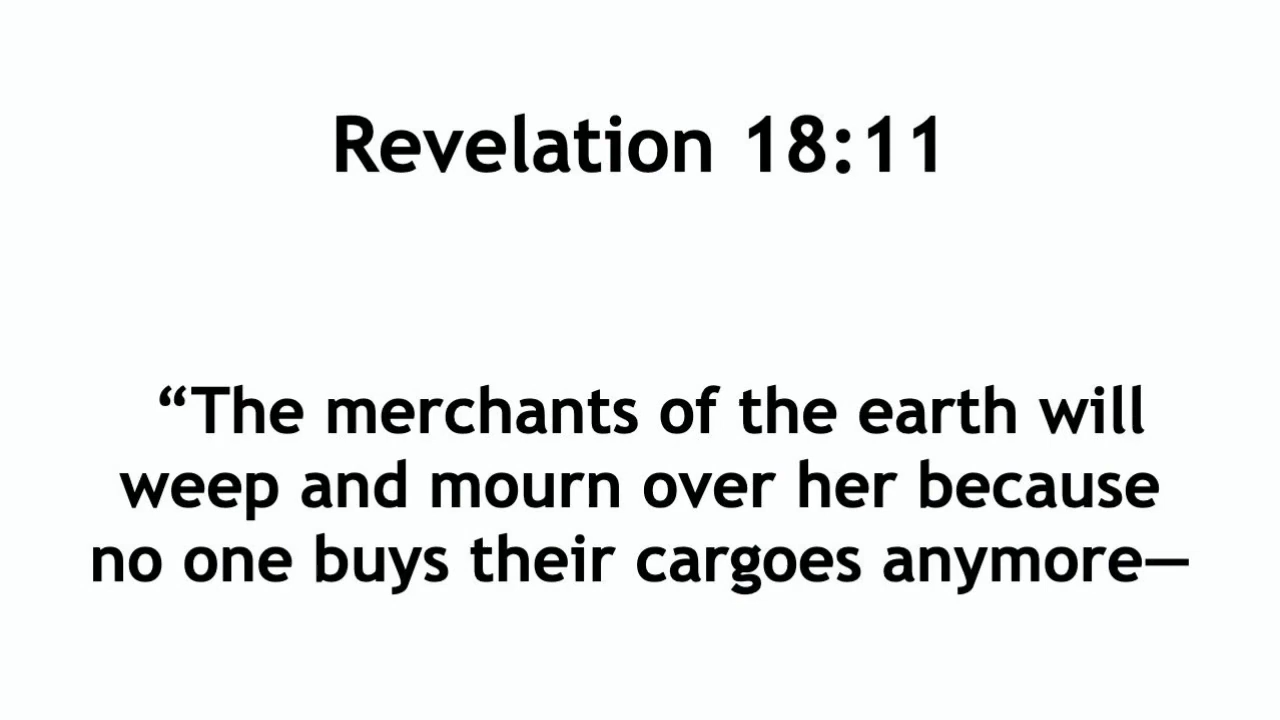 Revelation 18:11
“The merchants of the earth will
weep and mourn over her because
no one buys their cargoes anymore—